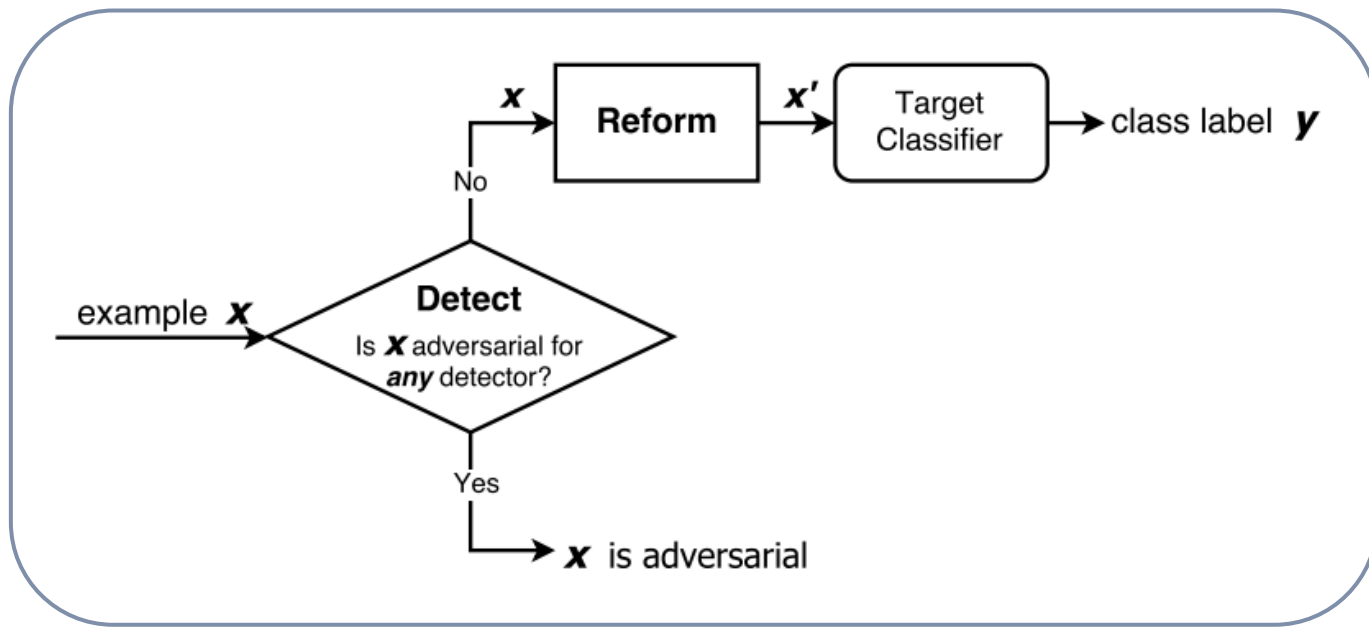 x
Reform
x'
Target
Classifier
class label y
No
example x
Detect
Is x adversarial for
any detector?
Yes
x is adversarial